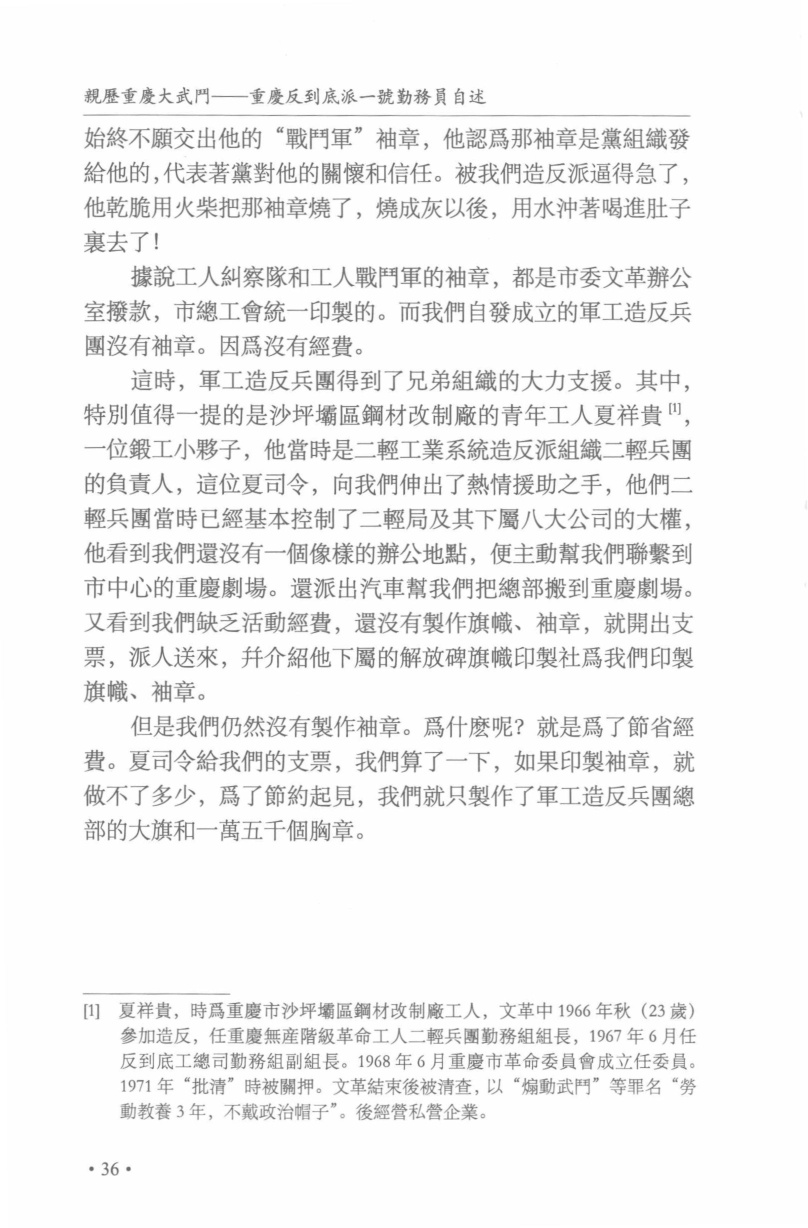 親歷重慶大武鬥——重慶反到底派一號勤務員自述
始終不願交出他的“戰鬥軍”袖章，他認爲那袖章是黨組織發
給他的，代表著黨對他的關懷和信任。被我們造反派逼得急了，
他乾脆用火柴把那袖章燒了，燒成灰以後，用水沖著喝進肚子
裏去了！
據說工人糾察隊和工人戰鬥軍的袖章，都是市委文革辦公
室撥款，市總工會統一印製的。而我們自發成立的軍工造反兵
團沒有袖章。因爲沒有經費。
這時，軍工造反兵團得到了兄弟組織的大力支援。其中，
特別值得一提的是沙坪壩區鋼材改制廠的青年工人夏祥貴[1]，
一位鍛工小夥子，他當時是二輕工業系統造反派組織二輕兵團
的負責人，這位夏司令，向我們伸出了熱情援助之手，他們二
輕兵團當時已經基本控制了二輕局及其下屬八大公司的大權，
他看到我們還沒有一個像樣的辦公地點，便主動幫我們聯繫到
市中心的重慶劇場。還派出汽車幫我們把總部搬到重慶劇場。
又看到我們缺乏活動經費，還沒有製作旗幟、袖章，就開出支
票，派人送來，幷介紹他下屬的解放碑旗幟印製社爲我們印製
旗幟、袖章。
但是我們仍然沒有製作袖章。爲什麽呢？就是爲了節省經
費。夏司令給我們的支票，我們算了一下，如果印製袖章，就
做不了多少，爲了節約起見，我們就只製作了軍工造反兵團總
部的大旗和一萬五千個胸章。
[1] 夏祥貴，時爲重慶市沙坪壩區鋼材改制廠工人，文革中 1966 年秋（23 歲）
參加造反，任重慶無産階級革命工人二輕兵團勤務組組長，1967 年 6 月任
反到底工總司勤務組副組長。1968 年 6 月重慶市革命委員會成立任委員。
1971 年“批清”時被關押。文革結束後被清查，以“煽動武鬥”等罪名“勞
動教養 3 年，不戴政治帽子”。後經營私營企業。
• 36 •